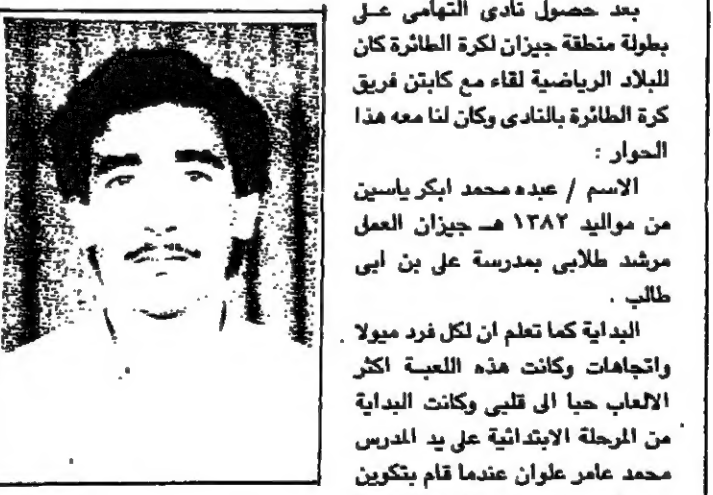 بعد حصول نادى التهامى على
بطولة منطقة جيزان لكرة الطائرة كان
للبلاد الرياضية لقاء مع كابتن فريق
كرة الطائرة بالنادى وكان لنا معه هذا
الحوار :
الاسم / عبده محمد ابكر ياسين
من مواليد ١٣٨٢ هـ جيزان العمل
مرشد طلابى بمدرسة على بن ابى
طالب .
البداية كما تعلم ان لكل فرد ميولا
واتجاهات وكانت هذه اللعبة اكثر
الالعاب حبا الى قلبى وكانت البداية
من المرحلة الابتدائية على يد المدرس
محمد عامر علوان عندما قام بتكوين